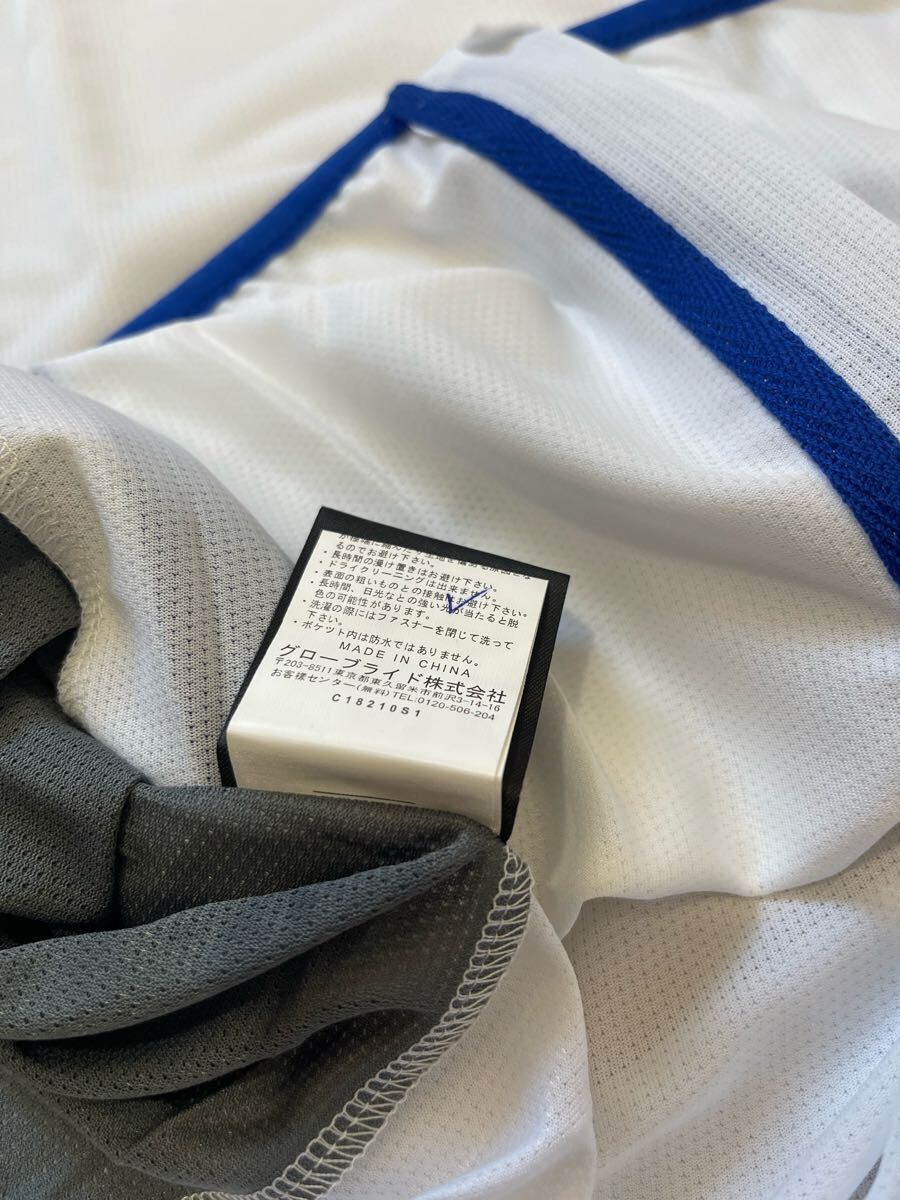 るのでお避け下さい。
・長時間の漬け置きはお避け下さい。
・ドライクリーニングは出来ません。
・表面の粗いものとの接触はお避け下さい。
・長時間、日光などの強い光が当たると脱
色の可能性があります。
・洗濯の際にはファスナーを閉じて洗って
下さい。
・ポケット内は防水ではありません。
MADE IN CHINA
グローブライド株式会社
〒203-8511東京都東久留米市前沢3-14-16
お客様センター(無料)TEL:0120-506-204
C18210S1